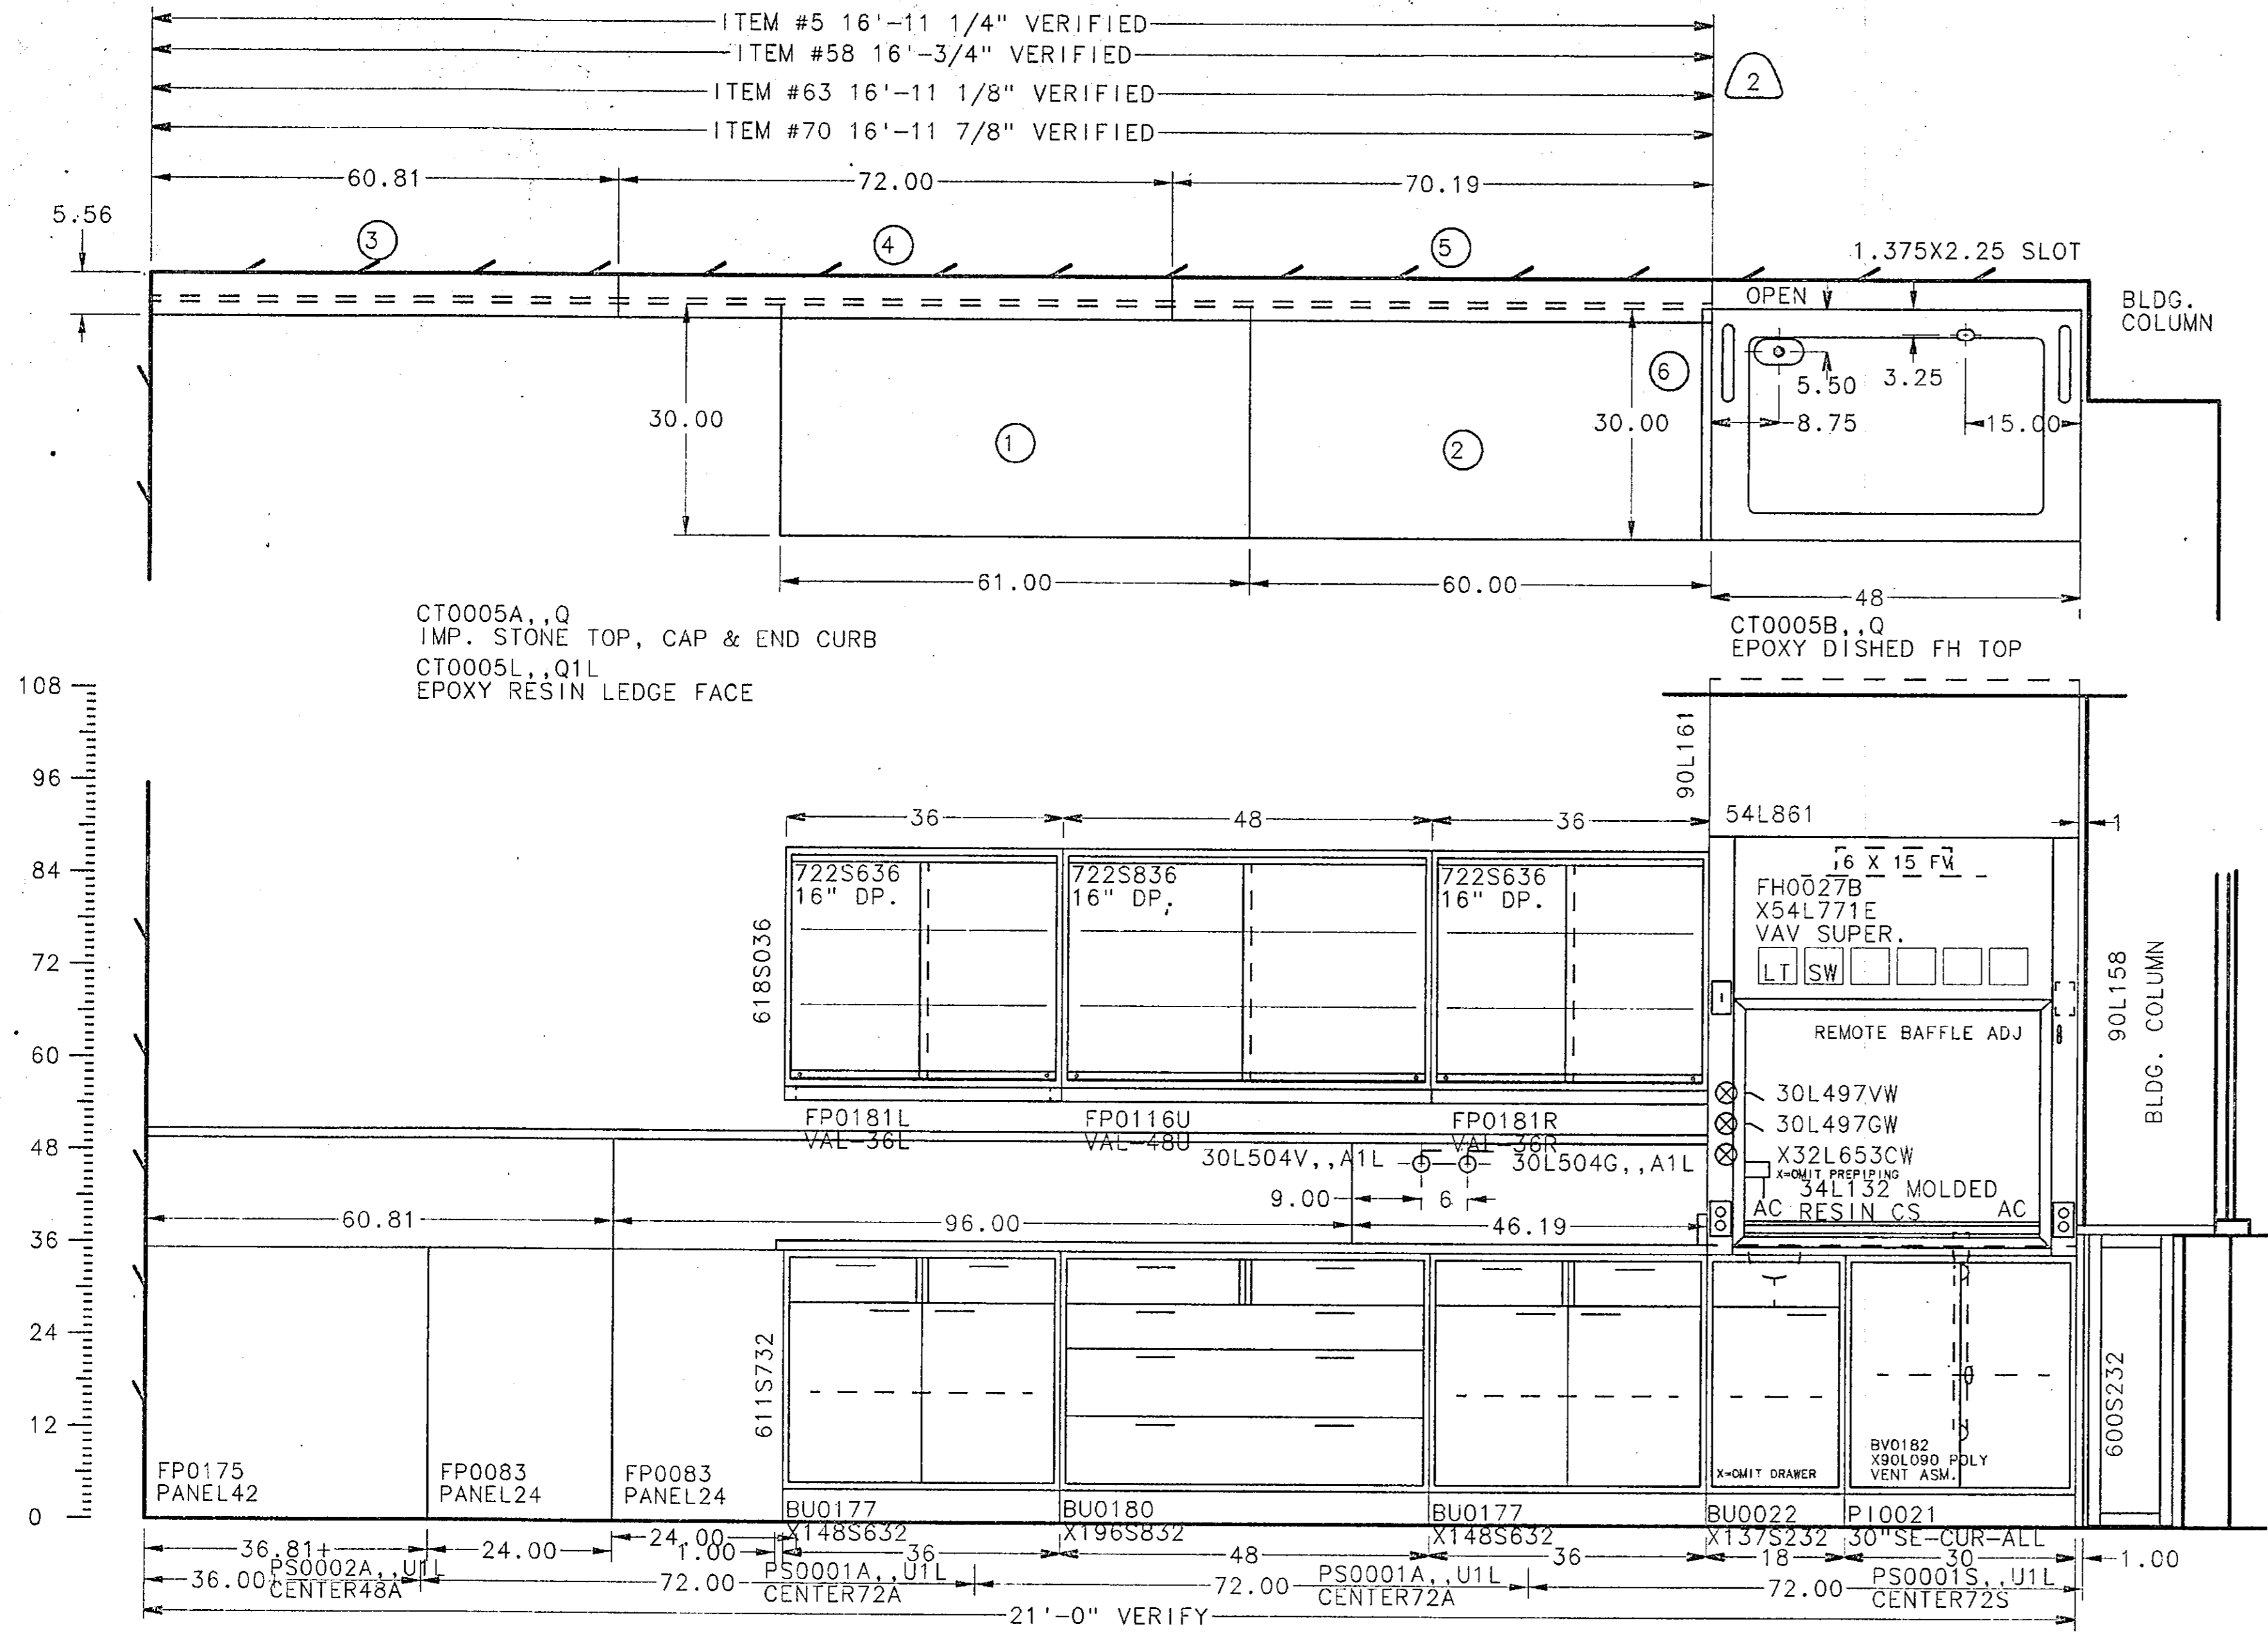 ITEM #5 16'-11 1/4" VERIFIED
ITEM #58 16'-3/4" VERIFIED
ITEM #63 16'-11 1/8" VERIFIED
ITEM #70 16'-11 7/8" VERIFIED
2
60.81
72.00
70.19
5.56
3
4
5
1.375X2.25 SLOT
OPEN
BLDG.
COLUMN
30.00
1
2
30.00
6
5.50
3.25
8.75
15.00
61.00
60.00
48
CT0005A,,Q
IMP. STONE TOP, CAP & END CURB
CT0005L,,Q1L
EPOXY RESIN LEDGE FACE
CT0005B,,Q
EPOXY DISHED FH TOP
108
96
84
72
60
48
36
24
12
0
90L161
36
48
36
54L861
1
722S636
16" DP.
722S836
16" DP.
722S636
16" DP.
618S036
6 X 15 FV
FH0027B
X54L771E
VAV SUPER.
LT SW
REMOTE BAFFLE ADJ
90L158
BLDG. COLUMN
30L497VW
30L497GW
X32L653CW
X=OMIT PREPIPING
34L132 MOLDED
RESIN CS
AC
AC
FP0181L
VAL-36L
FP0116U
VAL-48U
FP0181R
VAL-36R
30L504V,,A1L
30L504G,,A1L
9.00
6
60.81
96.00
46.19
611S732
600S232
FP0175
PANEL42
FP0083
PANEL24
FP0083
PANEL24
X=OMIT DRAWER
BV0182
X90L090 POLY
VENT ASM.
BU0177
X148S632
BU0180
X196S832
BU0177
X148S632
BU0022
X137S232
PI0021
30"SE-CUR-ALL
36.81+
24.00
24.00
1.00
36
48
36
18
30
1.00
36.00
PS0002A,,U1L
CENTER48A
72.00
PS0001A,,U1L
CENTER72A
72.00
PS0001A,,U1L
CENTER72A
72.00
PS0001S,,U1L
CENTER72S
21'-0" VERIFY